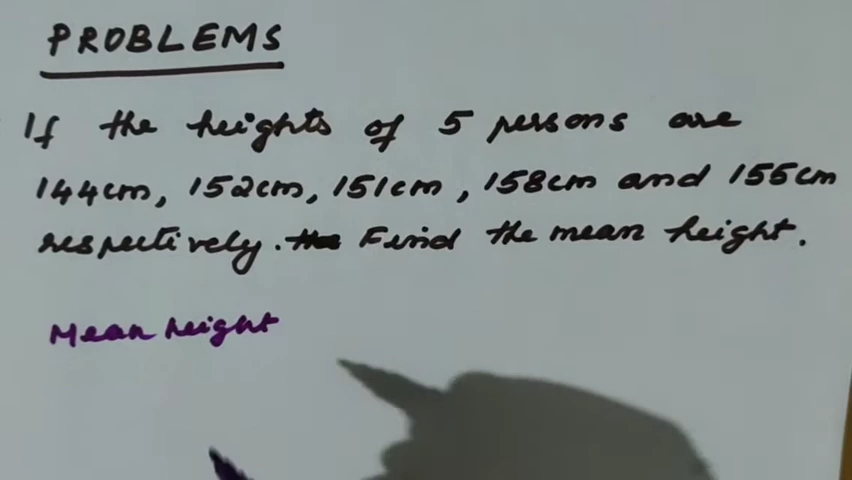 PROBLEMS
If the heights of 5 persons are
144cm, 152cm, 151cm, 158cm and 155cm
respectively. Find the mean height.
Mean height